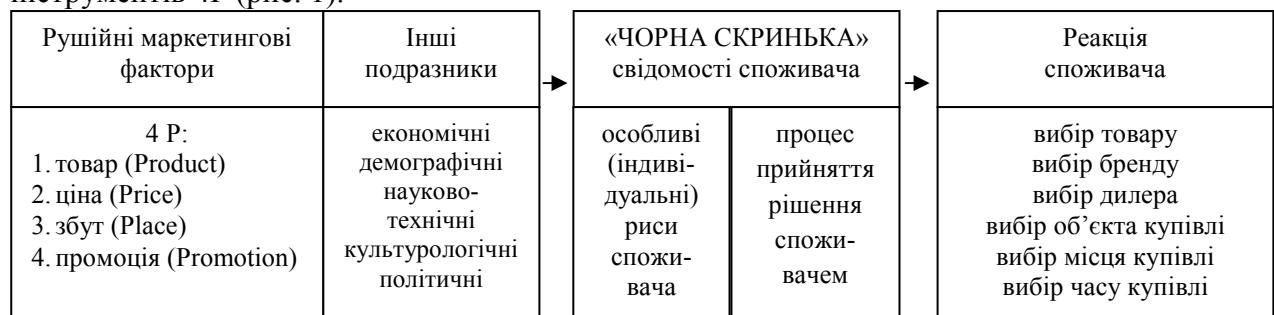 інструментів 4Р (рис. 1).
Рушійні маркетингові
фактори
Інші
подразники
«ЧОРНА СКРИНЬКА»
свідомості споживача
Реакція
споживача
4 Р:
1. товар (Product)
2. ціна (Price)
3. збут (Place)
4. промоція (Promotion)
економічні
демографічні
науково-
технічні
культурологічні
політичні
особливі
(індиві-
дуальні)
риси
спожи-
вача
процес
прийняття
рішення
спожи-
вачем
вибір товару
вибір бренду
вибір дилера
вибір об’єкта купівлі
вибір місця купівлі
вибір часу купівлі